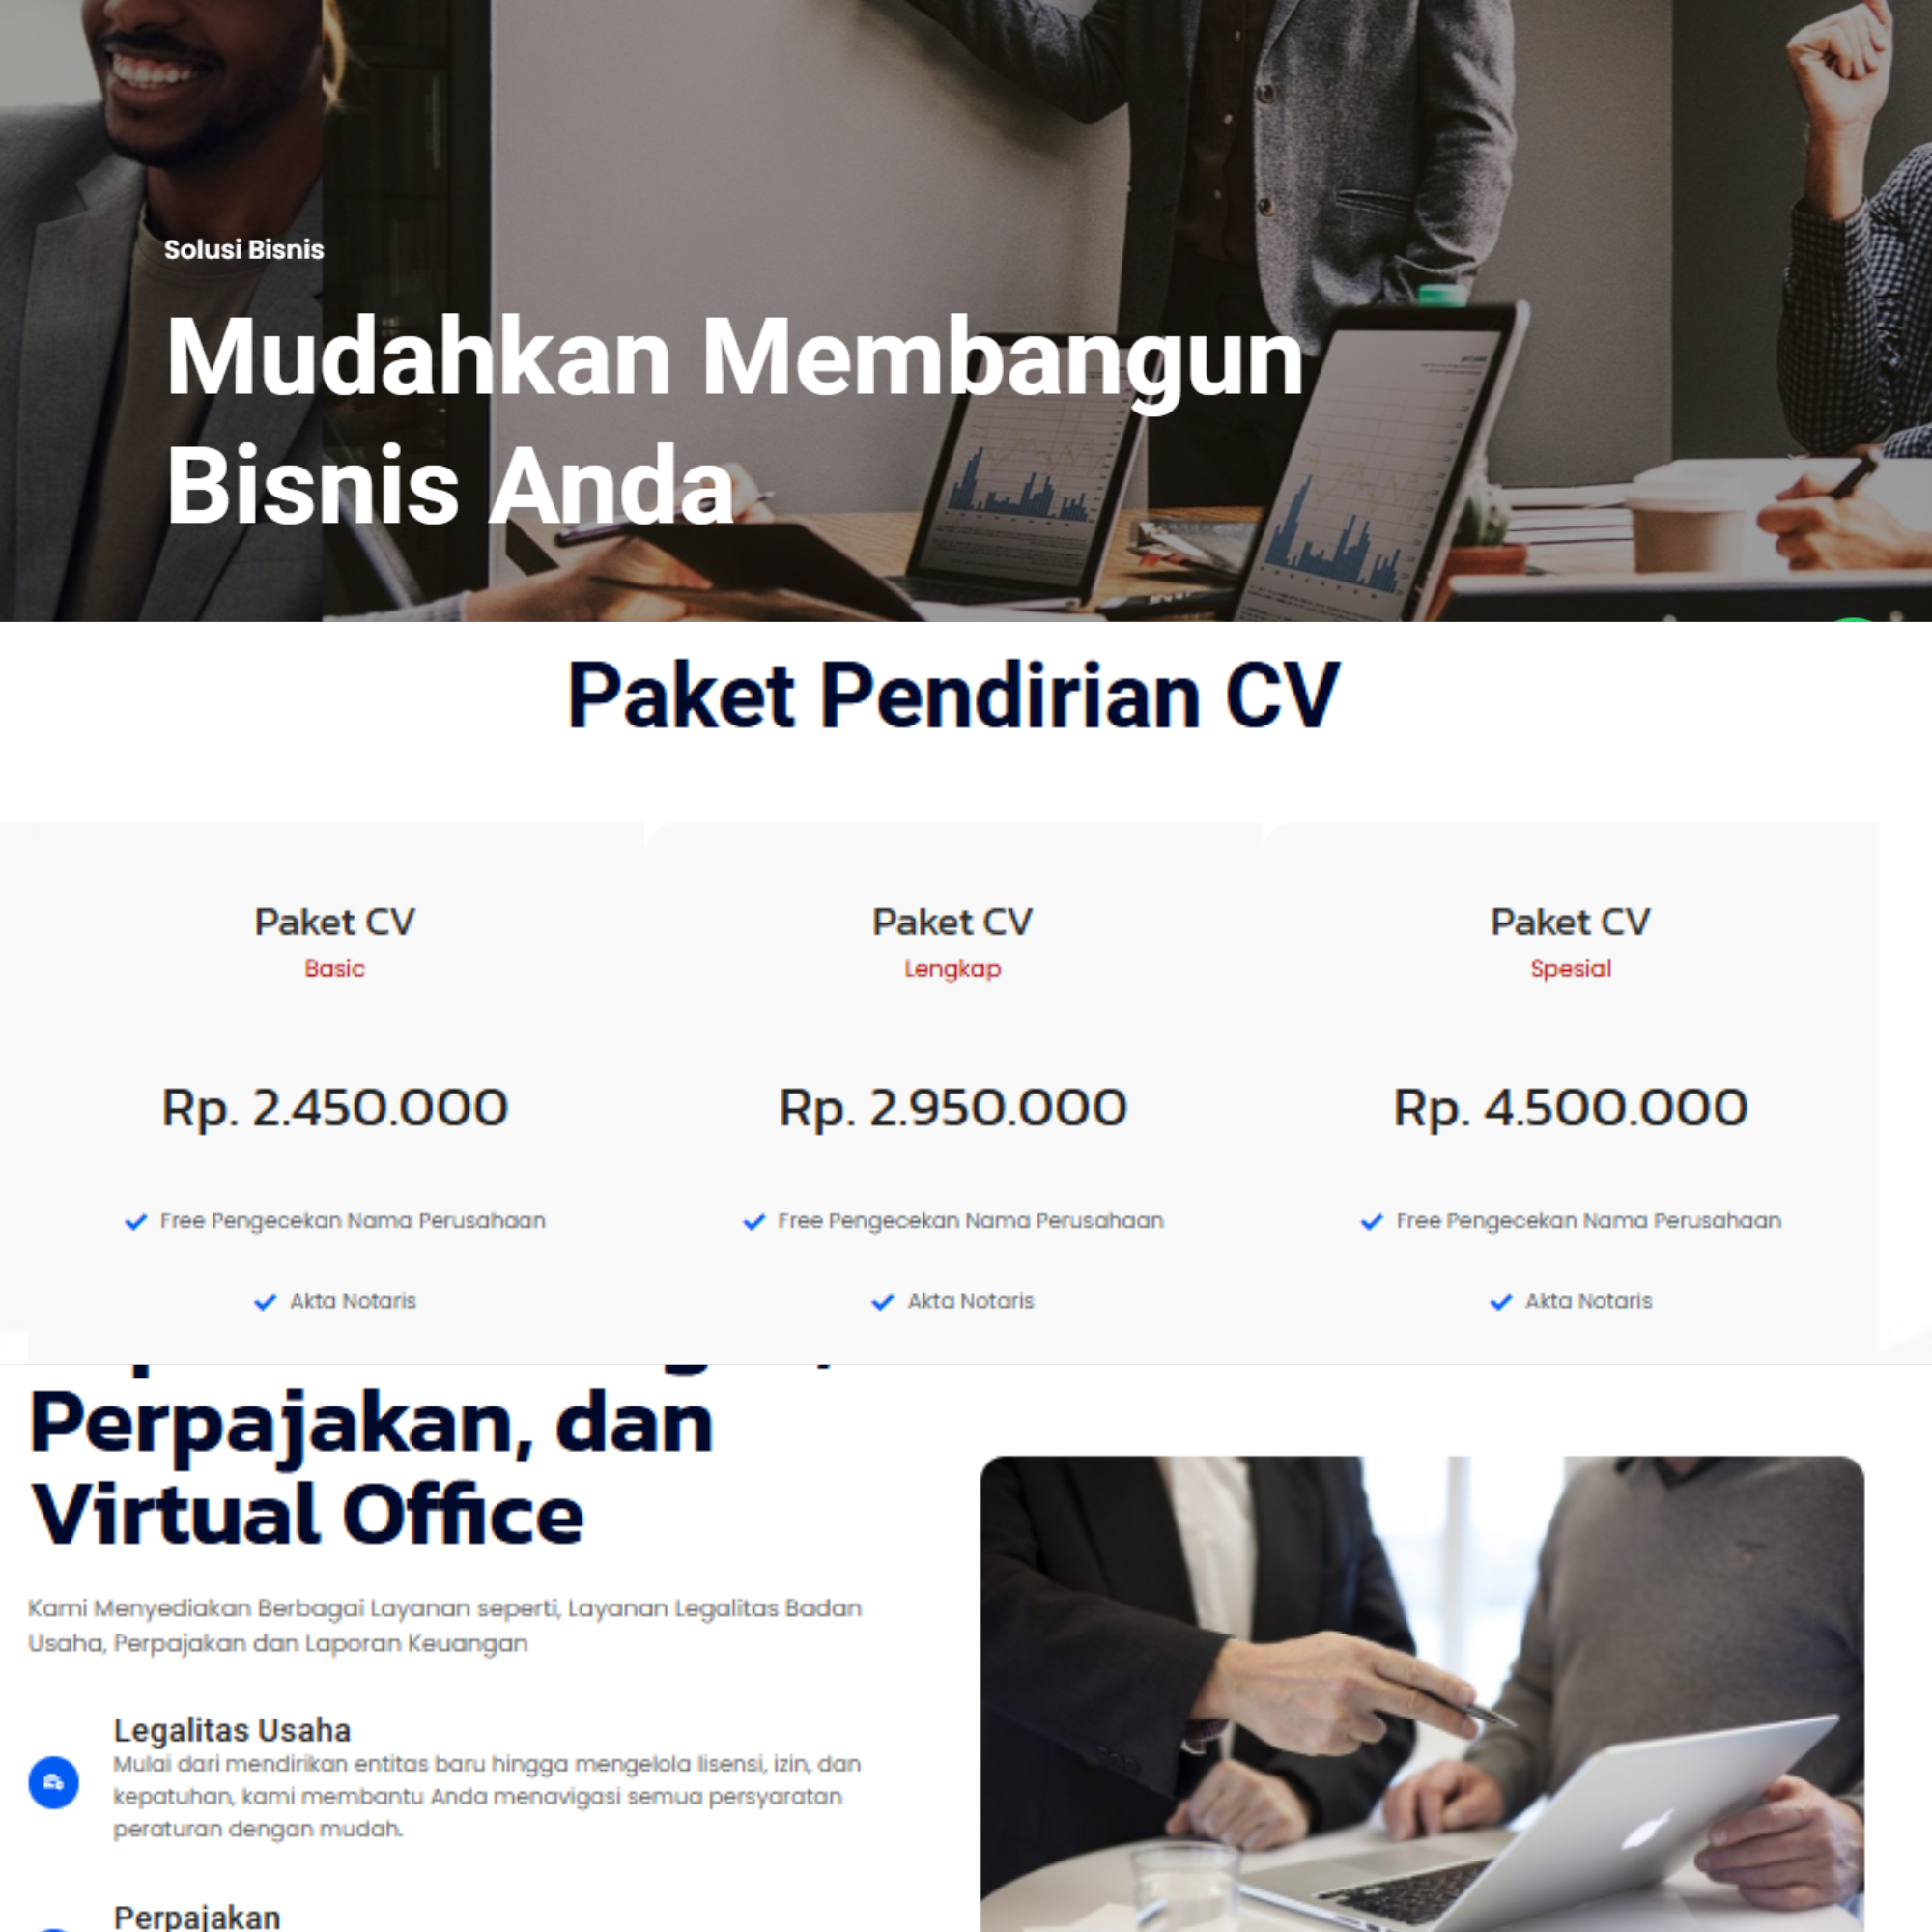 Solusi Bisnis
Mudahkan Membangun
Bisnis Anda
Paket Pendirian CV
Paket CV
Basic
Rp. 2.450.000
Free Pengecekan Nama Perusahaan
Akta Notaris
Paket CV
Lengkap
Rp. 2.950.000
Free Pengecekan Nama Perusahaan
Akta Notaris
Paket CV
Spesial
Rp. 4.500.000
Free Pengecekan Nama Perusahaan
Akta Notaris
Perpajakan, dan
Virtual Office
Kami Menyediakan Berbagai Layanan seperti, Layanan Legalitas Badan
Usaha, Perpajakan dan Laporan Keuangan
Legalitas Usaha
Mulai dari mendirikan entitas baru hingga mengelola lisensi, izin, dan
kepatuhan, kami membantu Anda menavigasi semua persyaratan
peraturan dengan mudah.
Perpajakan